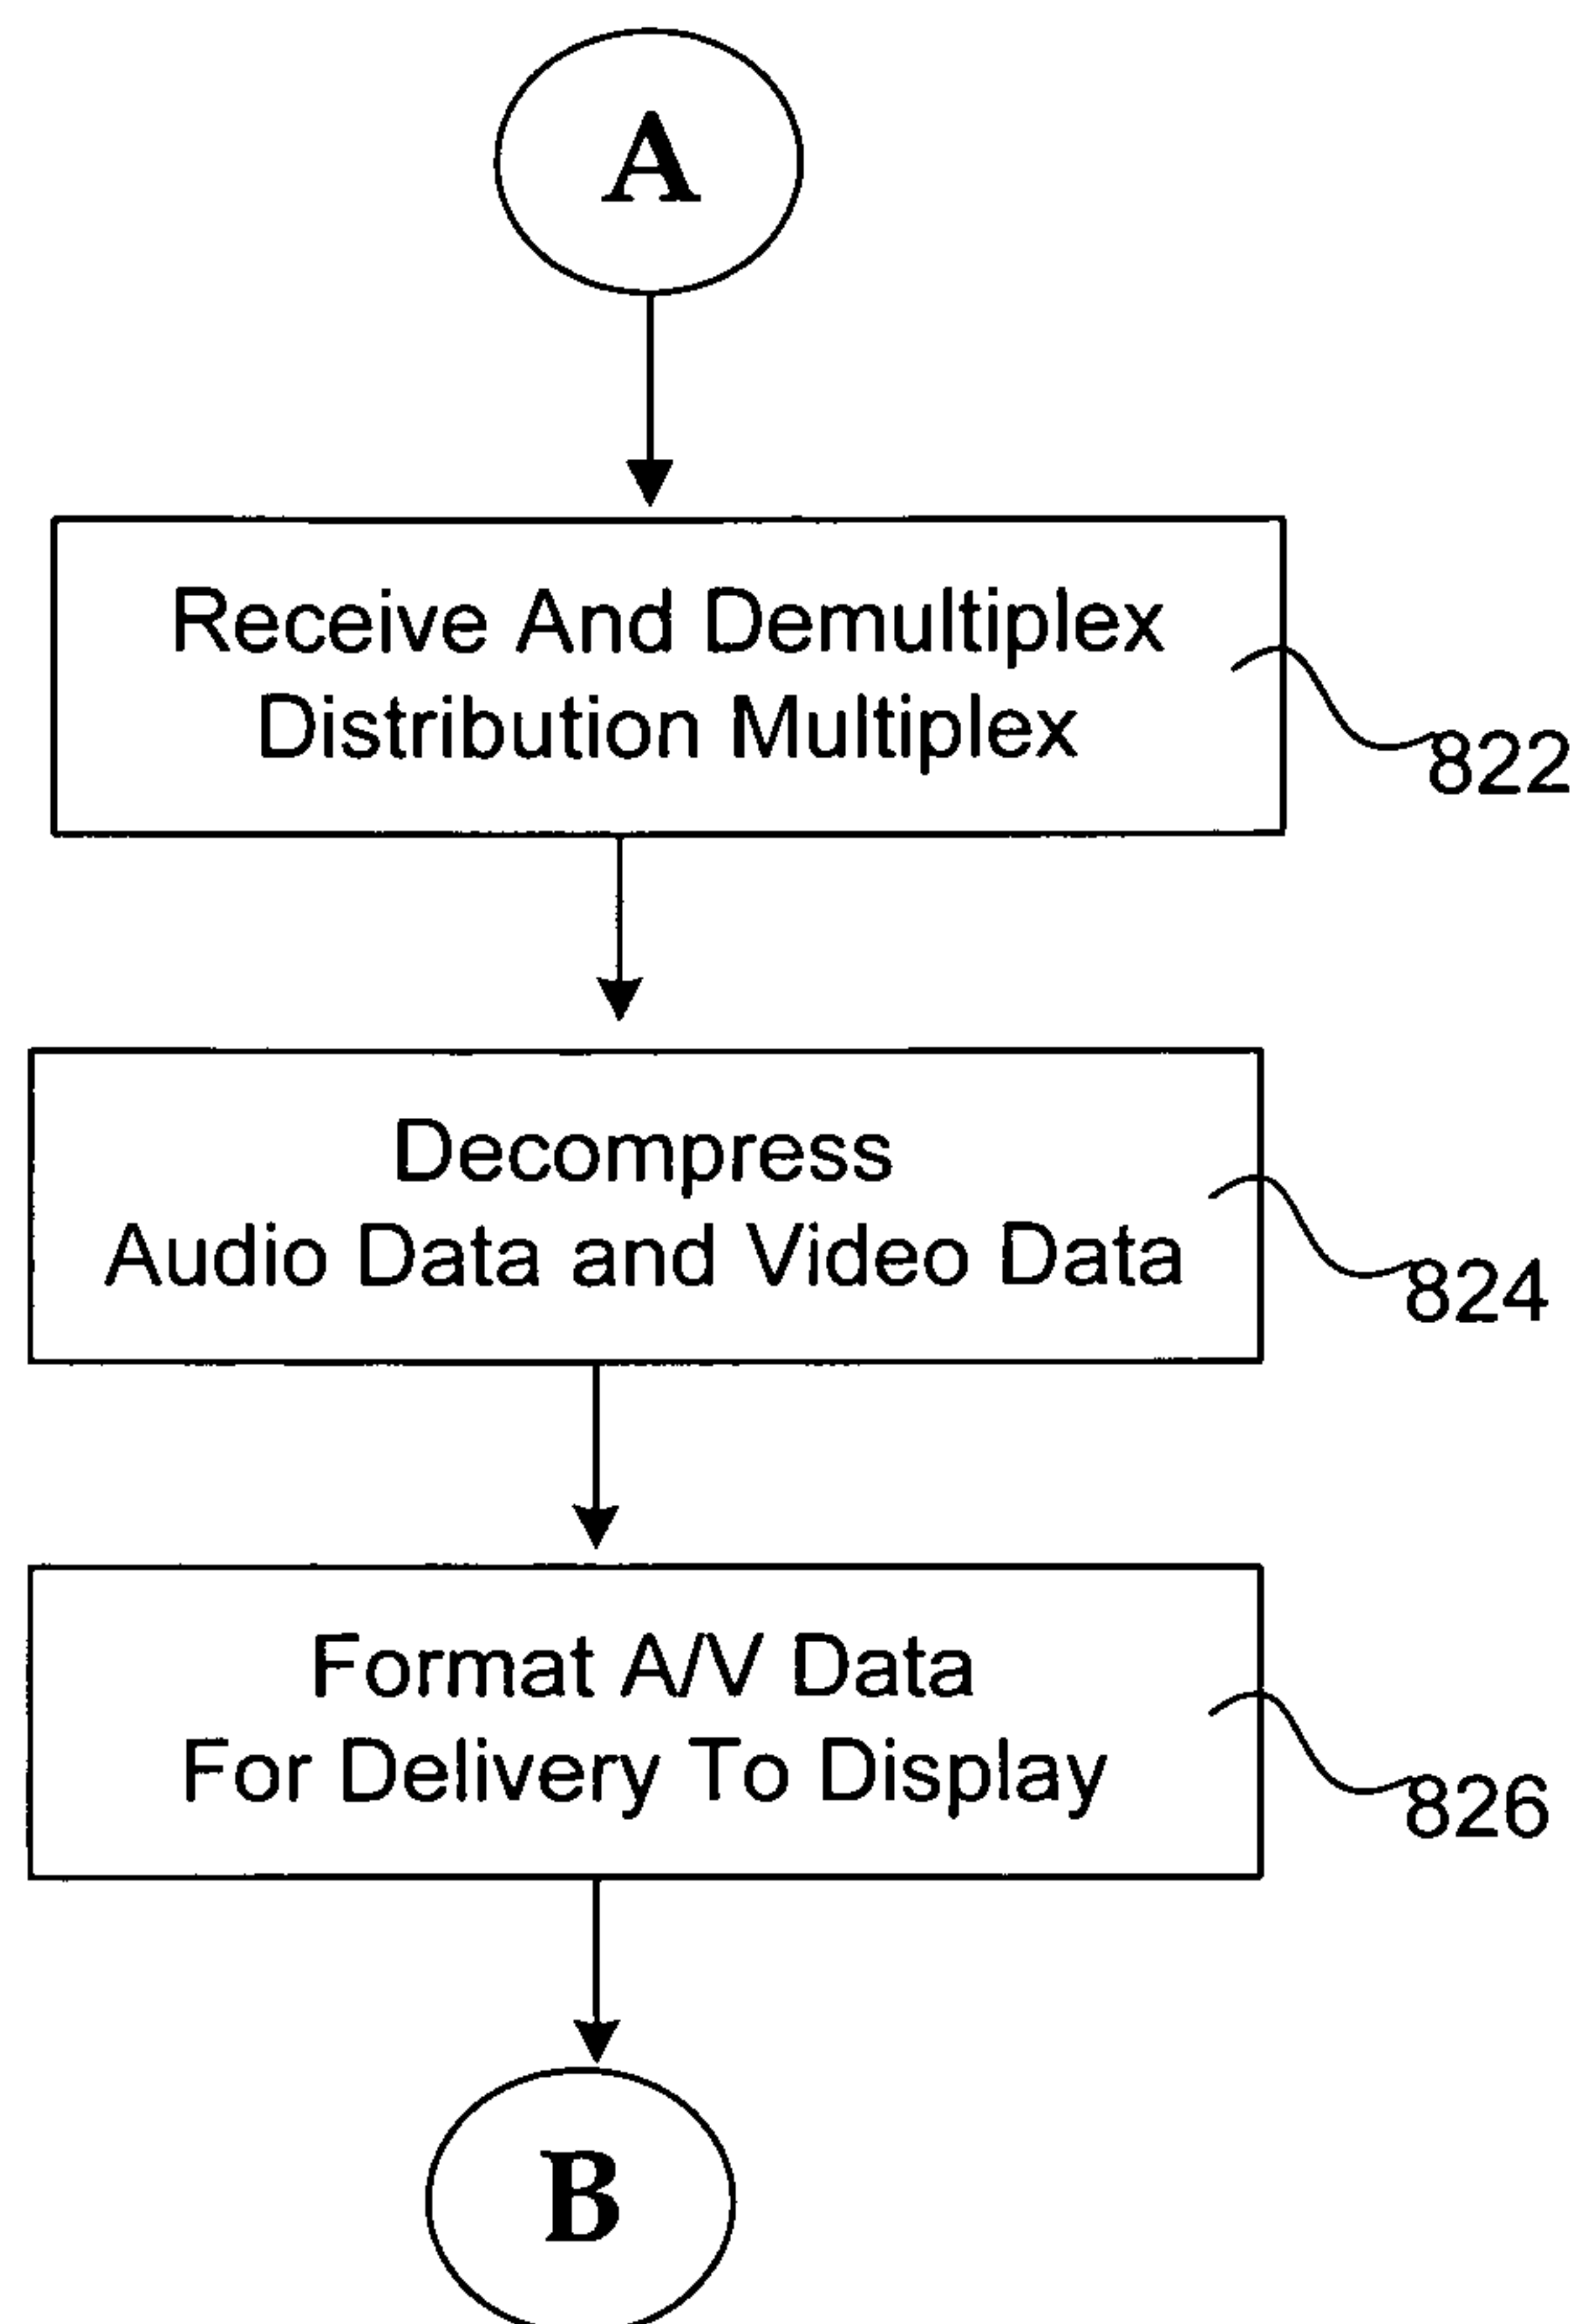 A
Receive And Demultiplex
Distribution Multiplex
822
Decompress
Audio Data and Video Data
824
Format A/V Data
For Delivery To Display
826
B